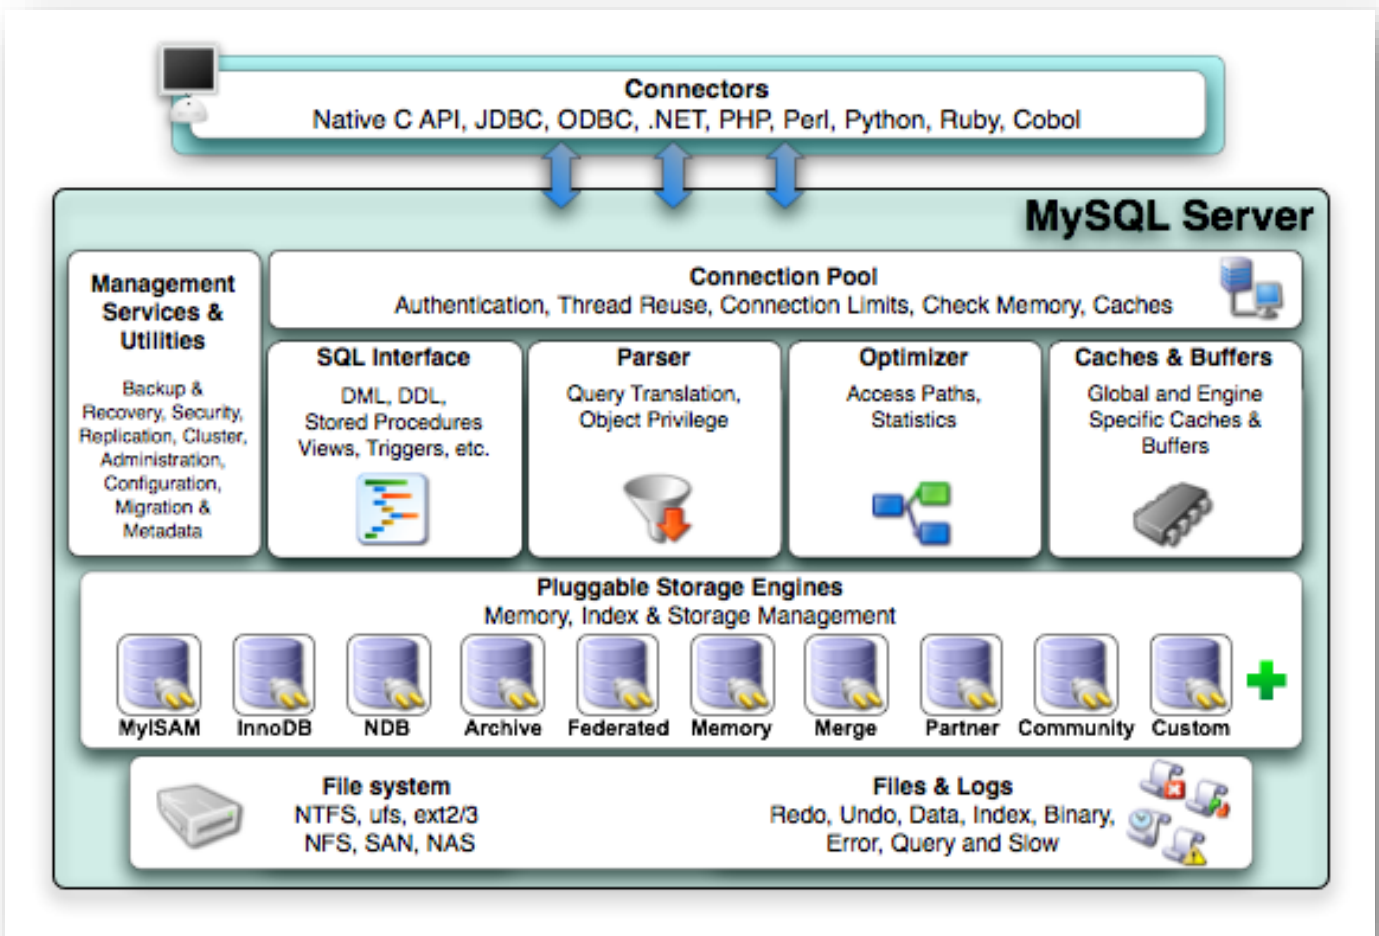 Connectors
Native C API, JDBC, ODBC, .NET, PHP, Perl, Python, Ruby, Cobol
MySQL Server
Management
Services &
Utilities
Backup &
Recovery, Security,
Replication, Cluster,
Administration,
Configuration,
Migration &
Metadata
Connection Pool
Authentication, Thread Reuse, Connection Limits, Check Memory, Caches
SQL Interface
DML, DDL,
Stored Procedures
Views, Triggers, etc.
Parser
Query Translation,
Object Privilege
Optimizer
Access Paths,
Statistics
Caches & Buffers
Global and Engine
Specific Caches &
Buffers
Pluggable Storage Engines
Memory, Index & Storage Management
MyISAM
InnoDB
NDB
Archive
Federated
Memory
Merge
Partner
Community
Custom
File system
NTFS, ufs, ext2/3
NFS, SAN, NAS
Files & Logs
Redo, Undo, Data, Index, Binary,
Error, Query and Slow